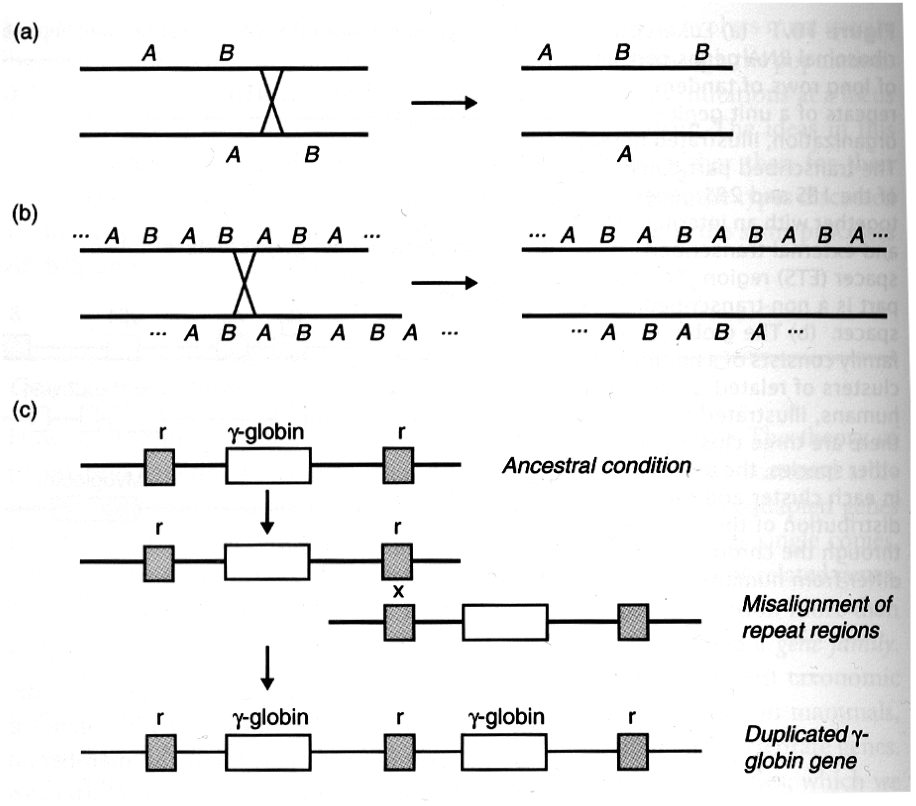 (a)
A B
A B B
A B
A
(b)
··· A B A B A B A ···
··· A B A B A B A B A ···
··· A B A B A B A ···
··· A B A B A ···
(c)
r γ-globin r
Ancestral condition
r r
x
Misalignment of
repeat regions
r γ-globin r γ-globin r
Duplicated γ-
globin gene